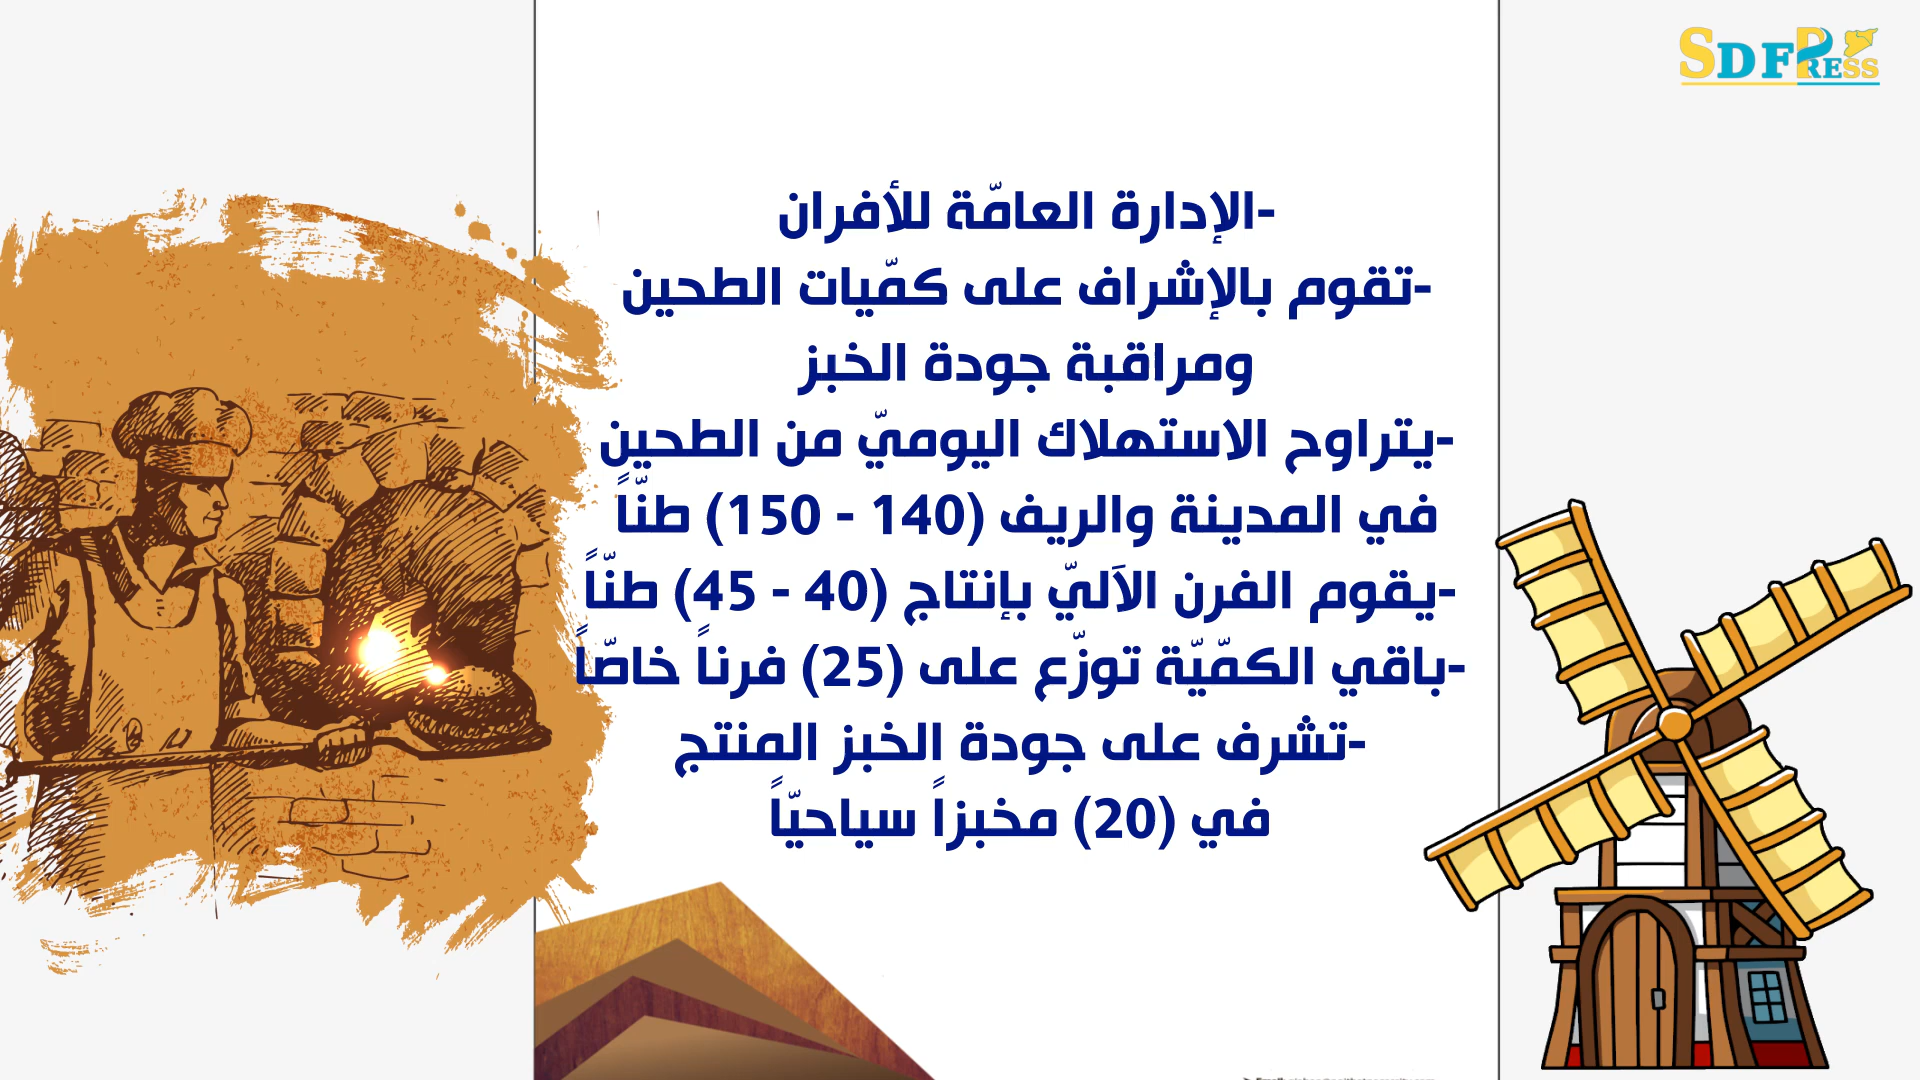 SDF PRESS
-الإدارة العامّة للأفران
-تقوم بالإشراف على كمّيات الطحين
ومراقبة جودة الخبز
-يتراوح الاستهلاك اليوميّ من الطحين
في المدينة والريف (140 - 150) طنّاً
-يقوم الفرن الآليّ بإنتاج (40 - 45) طنّاً
-باقي الكمّيّة توزّع على (25) فرناً خاصّاً
-تشرف على جودة الخبز المنتج
في (20) مخبزاً سياحيّاً